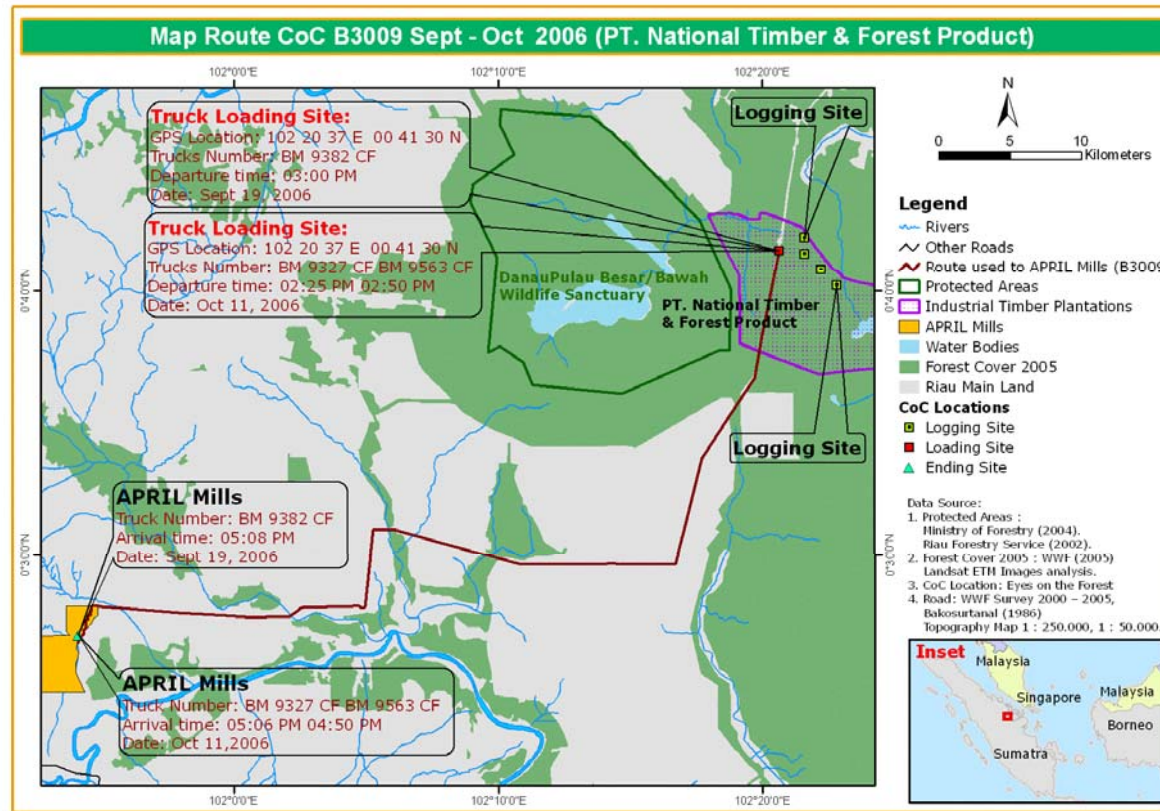 Map Route CoC B3009 Sept - Oct 2006 (PT. National Timber & Forest Product)
102°0'0"E
102°10'0"E
102°20'0"E
Truck Loading Site:
GPS Location: 102 20 37 E 00 41 30 N
Trucks Number: BM 9382 CF
Departure time: 03:00 PM
Date: Sept 19, 2006
Truck Loading Site:
GPS Location: 102 20 37 E 00 41 30 N
Trucks Number: BM 9327 CF BM 9563 CF
Departure time: 02:25 PM 02:50 PM
Date: Oct 11, 2006
Logging Site
DanauPulau Besar/Bawah
Wildlife Sanctuary
PT. National Timber
& Forest Product
Logging Site
0°40'0"N
0°40'0"N
0°30'0"N
0°30'0"N
APRIL Mills
Truck Number: BM 9382 CF
Arrival time: 05:08 PM
Date: Sept 19, 2006
APRIL Mills
Truck Number: BM 9327 CF BM 9563 CF
Arrival time: 05:06 PM 04:50 PM
Date: Oct 11,2006
102°0'0"E
102°10'0"E
102°20'0"E
N
0 5 10
Kilometers
Legend
Rivers
Other Roads
Route used to APRIL Mills (B3009
Protected Areas
Industrial Timber Plantations
APRIL Mills
Water Bodies
Forest Cover 2005
Riau Main Land
CoC Locations
Logging Site
Loading Site
Ending Site
Data Source:
1. Protected Areas :
Ministry of Forestry (2004).
Riau Forestry Service (2002).
2. Forest Cover 2005 : WWF (2005)
Landsat ETM Images analysis.
3. CoC Location: Eyes on the Forest
4. Road: WWF Survey 2000 – 2005,
Bakosurtanal (1986)
Topography Map 1 : 250.000, 1 : 50.000.
Inset
Malaysia
Singapore
Malaysia
Borneo
Sumatra